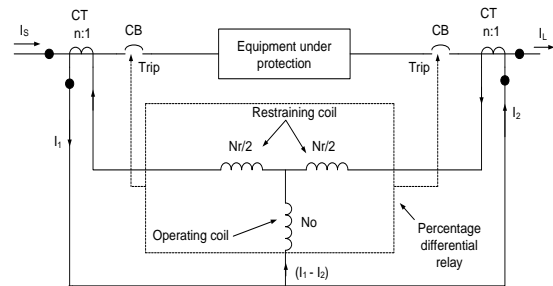 CT
n:1
CB
I_S
Equipment under
protection
CB
CT
n:1
I_L
Trip
Trip
Restraining coil
Nr/2
Nr/2
I_1
I_2
Operating coil
No
Percentage
differential
relay
(I_1 - I_2)